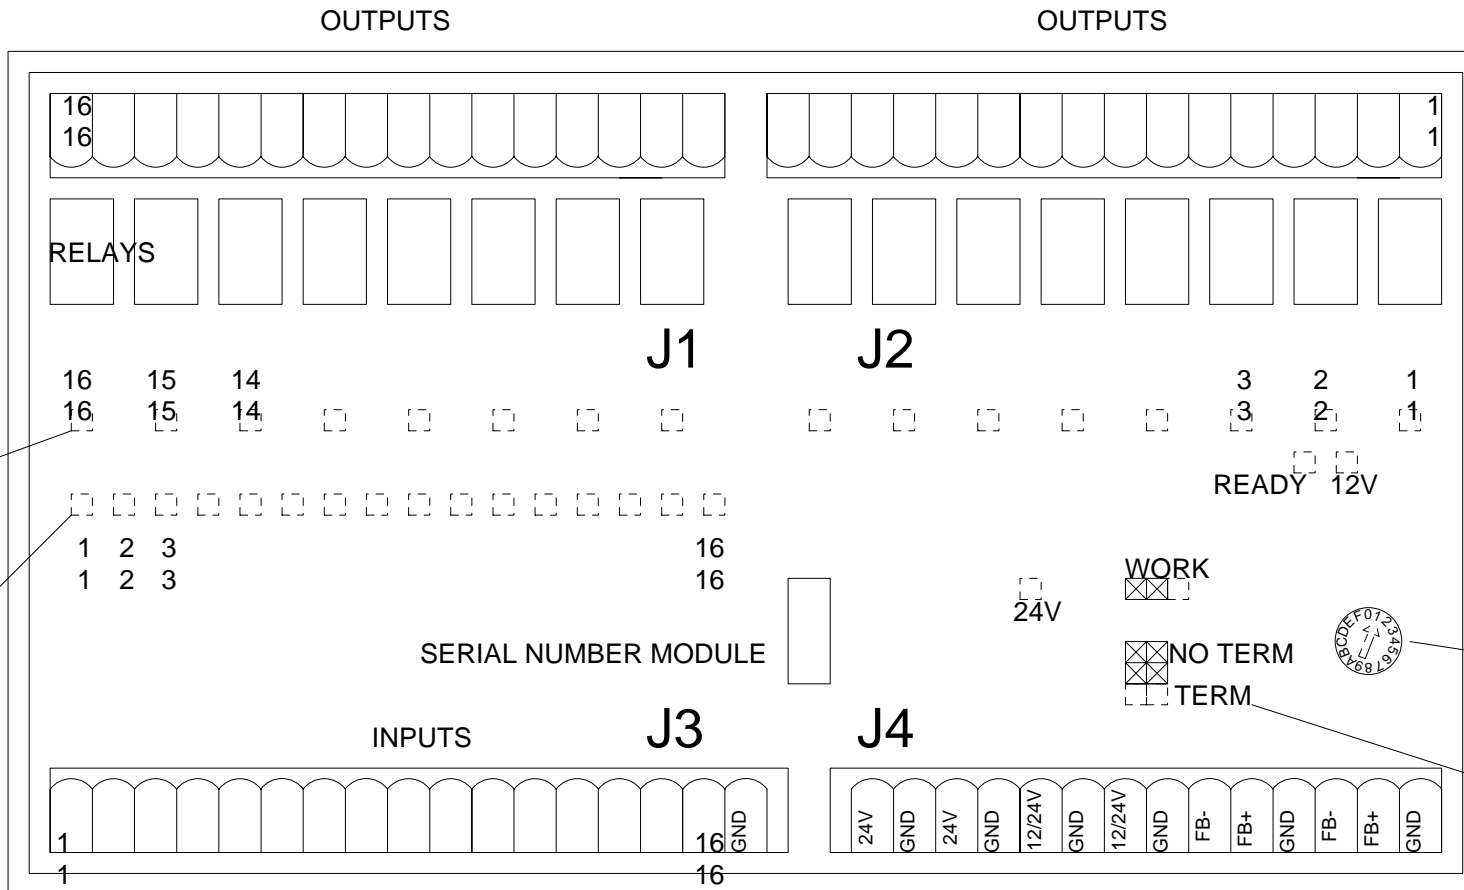 OUTPUTS OUTPUTS
16 1
16 1
RELAYS
J1 J2
16 15 14 3 2 1
16 15 14 3 2 1
READY 12V
1 2 3 16
1 2 3 16
WORK
24V
0123456789ABCDEF
SERIAL NUMBER MODULE NO TERM
TERM
INPUTS J3 J4
1 16 GND 24V GND 24V GND 12/24V GND 12/24V GND FB- FB+ GND FB- FB+ GND
1 16